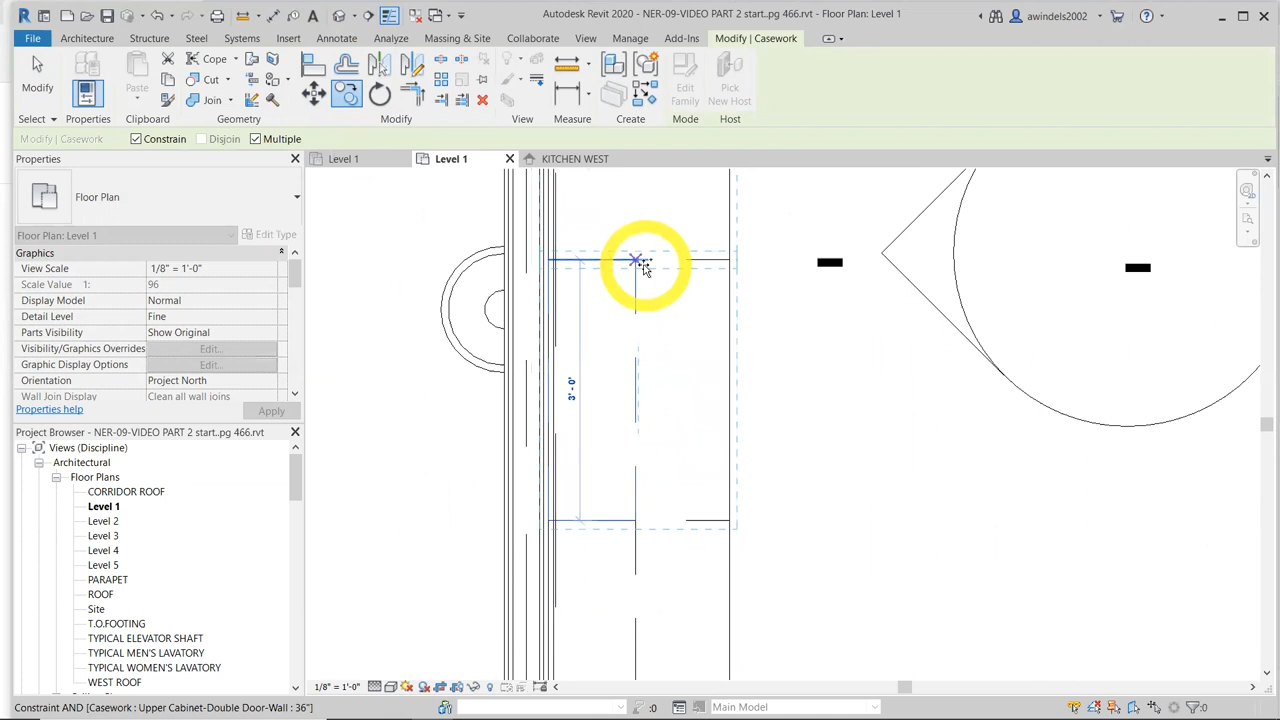 Autodesk Revit 2020 - NER-09-VIDEO PART 2 start..pg 466.rvt - Floor Plan: Level 1
awindels2002
File Architecture Structure Steel Systems Insert Annotate Analyze Massing & Site Collaborate View Manage Add-Ins Modify | Casework
Cope
Cut
Join
Modify
Paste
Edit Family
Pick New Host
Select Properties Clipboard Geometry Modify View Measure Create Mode Host
Modify | Casework Constrain Disjoin Multiple
Properties
Level 1
Level 1
KITCHEN WEST
Floor Plan
Floor Plan: Level 1
Edit Type
Graphics
View Scale 1/8" = 1'-0"
Scale Value 1: 96
Display Model Normal
Detail Level Fine
Parts Visibility Show Original
Visibility/Graphics Overrides Edit...
Graphic Display Options Edit...
Orientation Project North
Wall Join Display Clean all wall joins
Properties help
Apply
3' - 0"
Project Browser - NER-09-VIDEO PART 2 start..pg 466.rvt
Views (Discipline)
Architectural
Floor Plans
CORRIDOR ROOF
Level 1
Level 2
Level 3
Level 4
Level 5
PARAPET
ROOF
Site
T.O.FOOTING
TYPICAL ELEVATOR SHAFT
TYPICAL MEN'S LAVATORY
TYPICAL WOMEN'S LAVATORY
WEST ROOF
1/8" = 1'-0"
Constraint AND [Casework : Upper Cabinet-Double Door-Wall : 36"]
:0
Main Model
:0